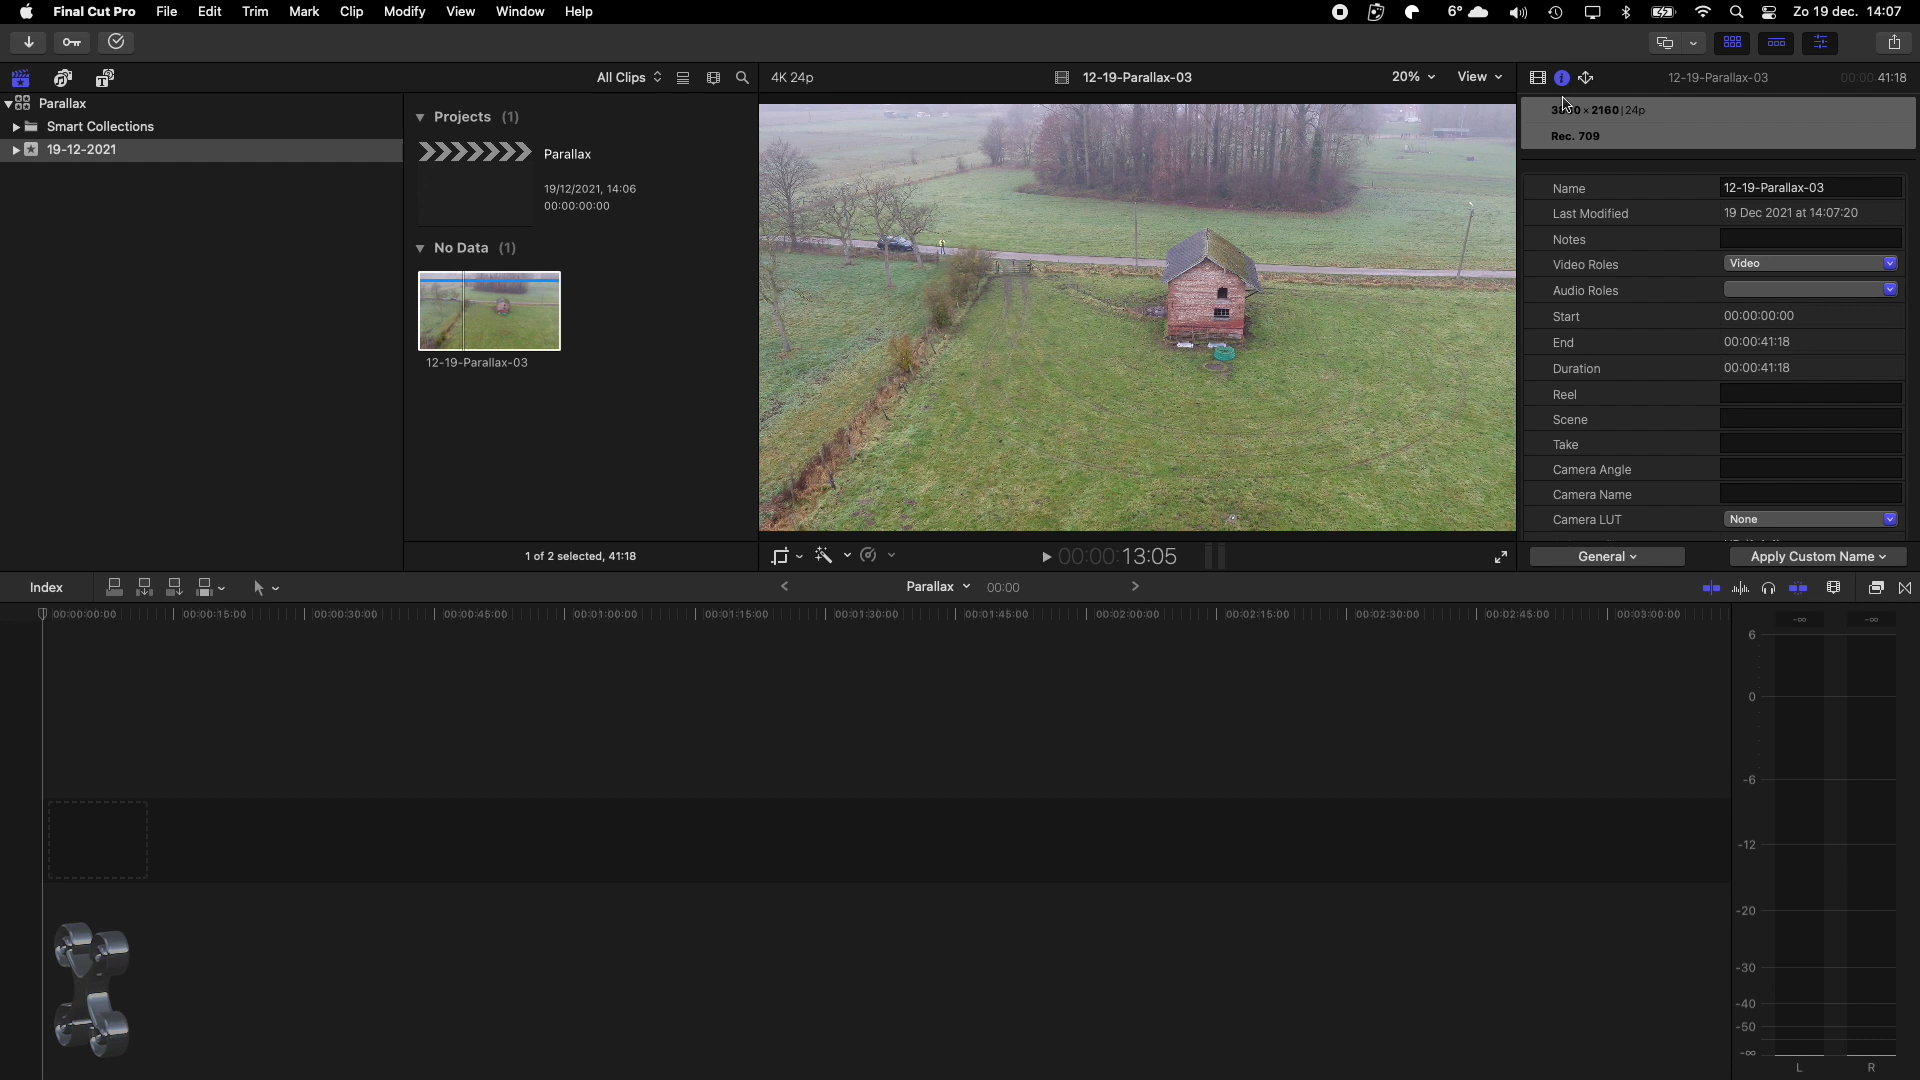 Final Cut Pro File Edit Trim Mark Clip Modify View Window Help 6° Zo 19 dec. 14:07
All Clips 4K 24p 12-19-Parallax-03 20% View 12-19-Parallax-03 00:00:41:18
Parallax
Smart Collections
19-12-2021
Projects (1)
Parallax
19/12/2021, 14:06
00:00:00:00
No Data (1)
12-19-Parallax-03
1 of 2 selected, 41:18
00:00:13:05
2160 | 24p
Rec. 709
Name 12-19-Parallax-03
Last Modified 19 Dec 2021 at 14:07:20
Notes
Video Roles Video
Audio Roles
Start 00:00:00:00
End 00:00:41:18
Duration 00:00:41:18
Reel
Scene
Take
Camera Angle
Camera Name
Camera LUT None
General Apply Custom Name
Index Parallax 00:00
00:00:00:00 00:00:15:00 00:00:30:00 00:00:45:00 00:01:00:00 00:01:15:00 00:01:30:00 00:01:45:00 00:02:00:00 00:02:15:00 00:02:30:00 00:02:45:00 00:03:00:00
-∞ -∞
6
0
-6
-12
-20
-30
-40
-50
-∞
L R